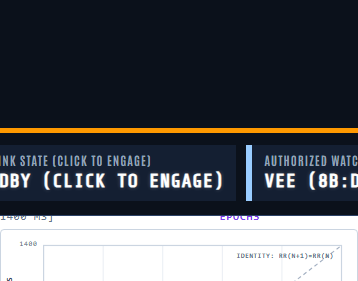 INK STATE (CLICK TO ENGAGE)
DBY (CLICK TO ENGAGE)
AUTHORIZED WATC
VEE (8B:D
1400 MS]
EPOCHS
1400
IDENTITY: RR(N+1)=RR(N)